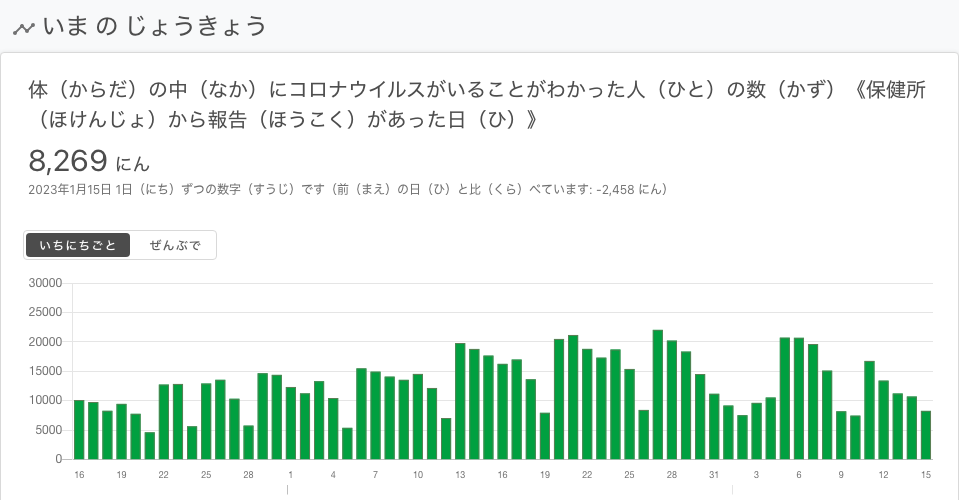 いま の じょうきょう
体（からだ）の中（なか）にコロナウイルスがいることがわかった人（ひと）の数（かず）《保健所
（ほけんじょ）から報告（ほうこく）があった日（ひ）》
8,269 にん
2023年1月15日 1日（にち）ずつの数字（すうじ）です（前（まえ）の日（ひ）と比（くら）べています: -2,458 にん）
いちにちごと ぜんぶで
30000
25000
20000
15000
10000
5000
0
16 19 22 25 28 1 4 7 10 13 16 19 22 25 28 31 3 6 9 12 15